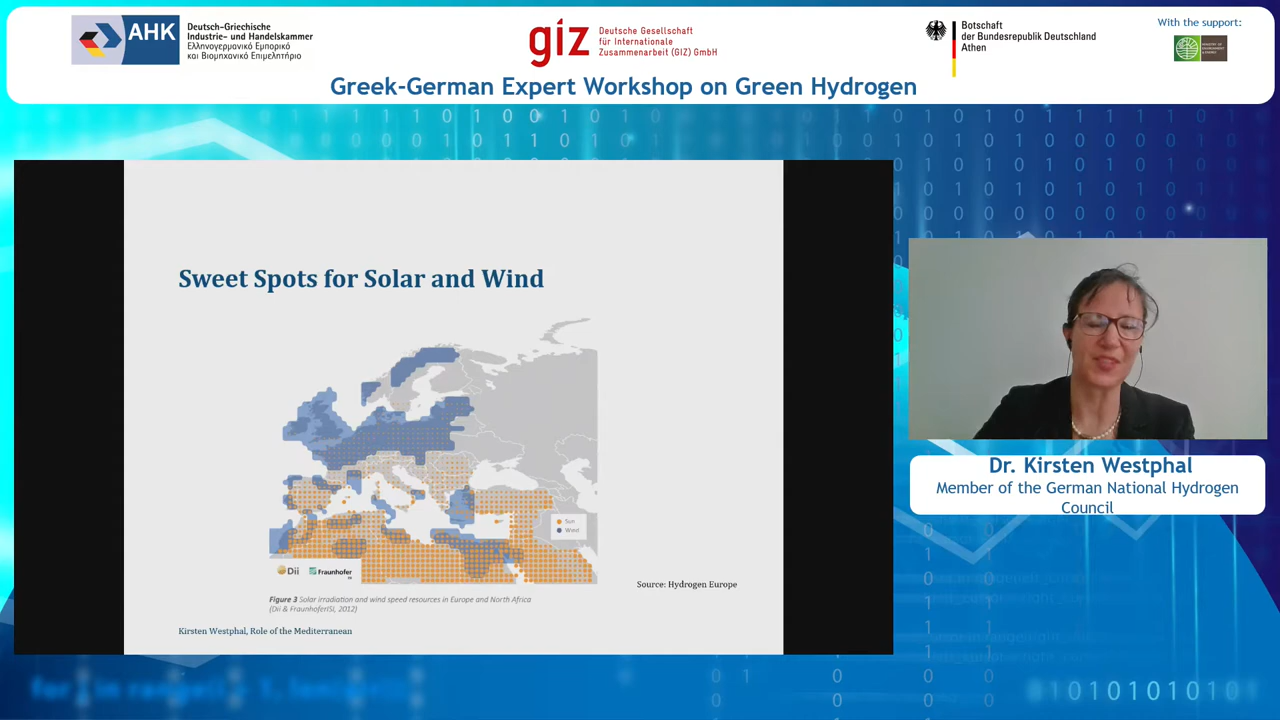 AHK
Deutsch-Griechische
Industrie- und Handelskammer
Ελληνογερμανικό Εμπορικό
και Βιομηχανικό Επιμελητήριο
giz
Deutsche Gesellschaft
für Internationale
Zusammenarbeit (GIZ) GmbH
Botschaft
der Bundesrepublik Deutschland
Athen
With the support:
Greek-German Expert Workshop on Green Hydrogen
Sweet Spots for Solar and Wind
Sun
Wind
Dii
Fraunhofer
Source: Hydrogen Europe
Figure 3 Solar irradiation and wind speed resources in Europe and North Africa
(Dii & FraunhoferISI, 2012)
Kirsten Westphal, Role of the Mediterranean
Dr. Kirsten Westphal
Member of the German National Hydrogen
Council